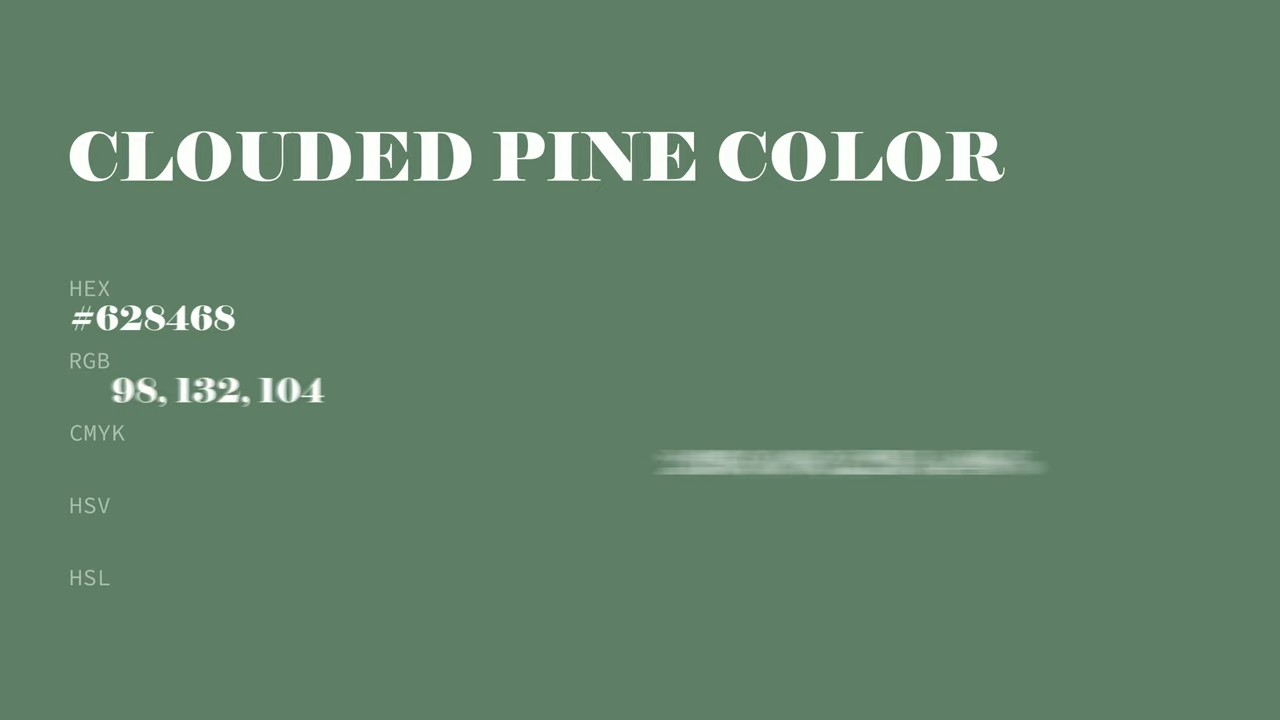 CLOUDED PINE COLOR
HEX
#628468
RGB
98, 132, 104
CMYK
HSV
HSL